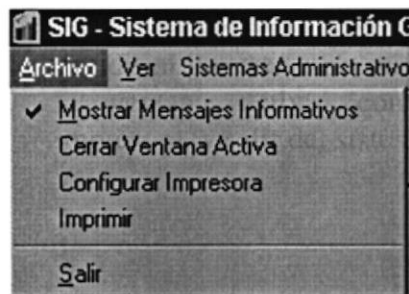 SIG - Sistema de Información G
Archivo Ver Sistemas Administrativo
✔ Mostrar Mensajes Informativos
Cerrar Ventana Activa
Configurar Impresora
Imprimir
Salir